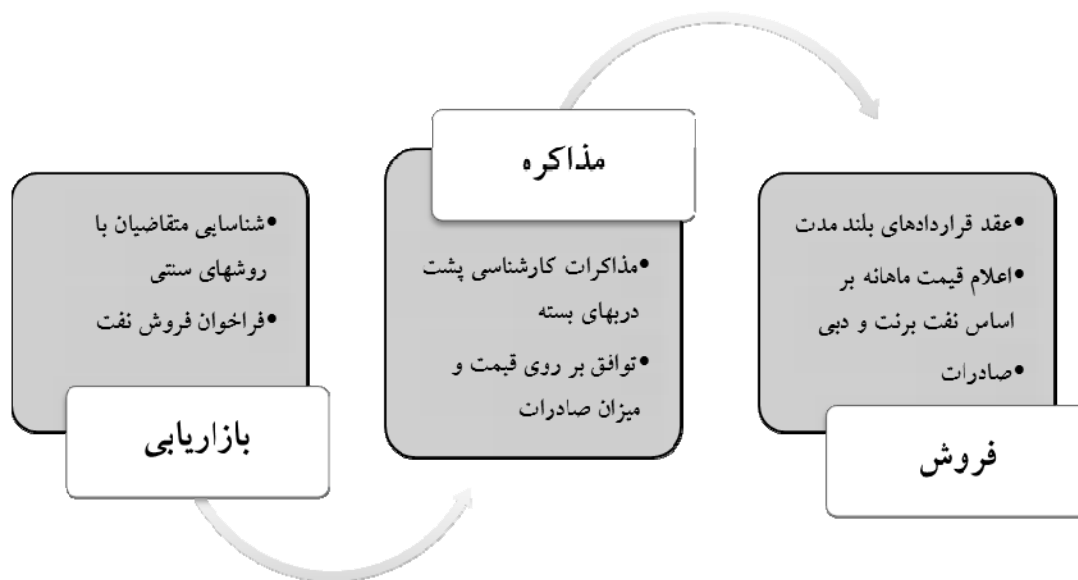 شناسایی متقاضیان با
روشهای سنتی
فراخوان فروش نفت
بازاریابی
مذاکره
مذاکرات کارشناسی پشت
دربهای بسته
توافق بر روی قیمت و
میزان صادرات
عقد قراردادهای بلند مدت
اعلام قیمت ماهانه بر
اساس نفت برنت و دبی
صادرات
فروش